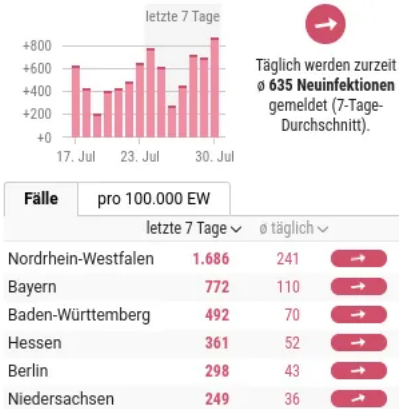 letzte 7 Tage
+800
+600
+400
+200
+0
17. Jul 23. Jul 30. Jul
Täglich werden zurzeit
ø 635 Neuinfektionen
gemeldet (7-Tage-
Durchschnitt).
Fälle pro 100.000 EW
letzte 7 Tage ø täglich
Nordrhein-Westfalen 1.686 241
Bayern 772 110
Baden-Württemberg 492 70
Hessen 361 52
Berlin 298 43
Niedersachsen 249 36